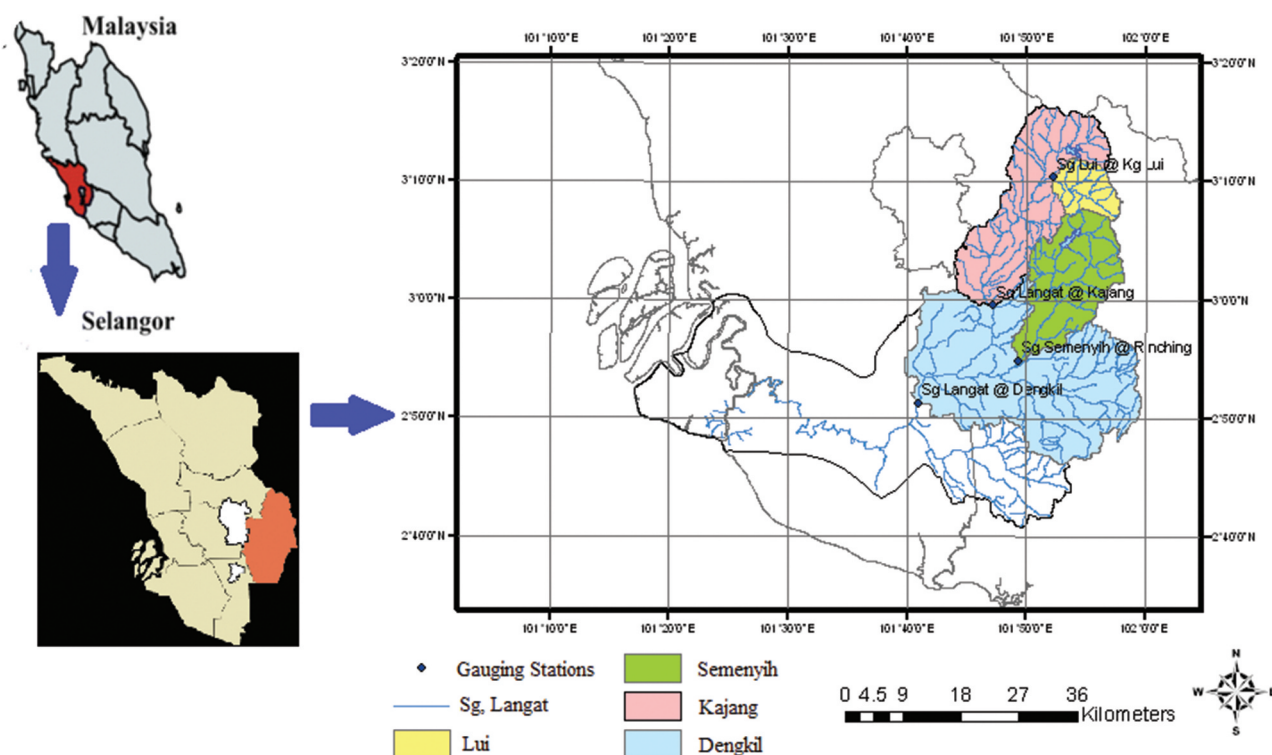 Malaysia
Selangor
101°10'0"E 101°20'0"E 101°30'0"E 101°40'0"E 101°50'0"E 102°0'0"E
3°20'0"N 3°20'0"N
Sg Lui @ Kg Lui
3°10'0"N 3°10'0"N
Sg Langat @ Kajang
3°0'0"N 3°0'0"N
Sg Semenyih @ Rinching
Sg Langat @ Dengkil
2°50'0"N 2°50'0"N
2°40'0"N 2°40'0"N
101°10'0"E 101°20'0"E 101°30'0"E 101°40'0"E 101°50'0"E 102°0'0"E
Gauging Stations
Sg, Langat
Lui
Semenyih
Kajang
Dengkil
0 4.5 9 18 27 36
Kilometers
N
W E
S